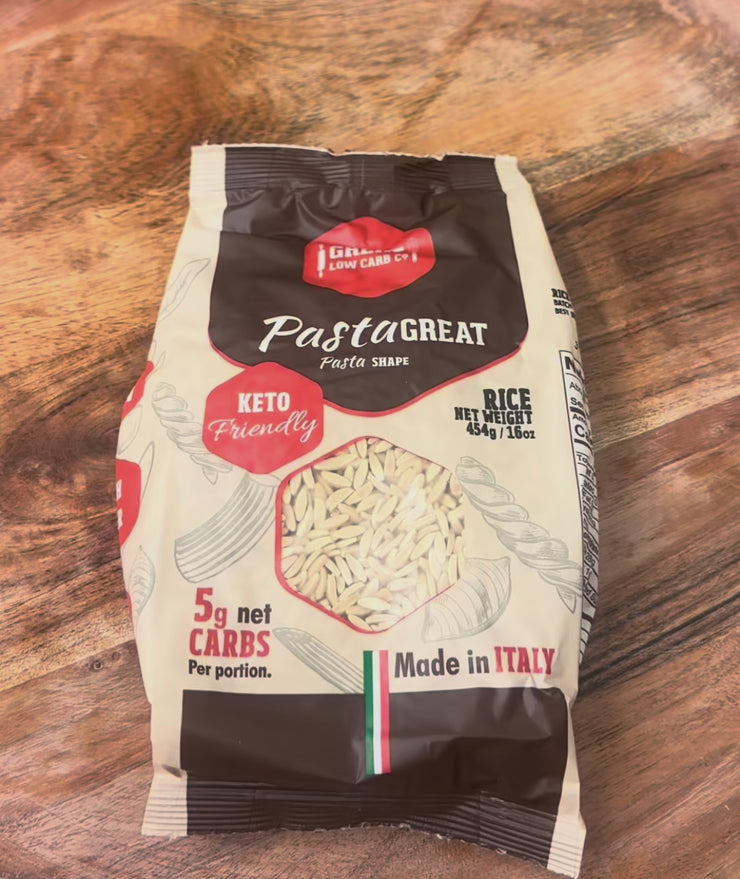 LOW CARB Cº
PastaGREAT
Pasta SHAPE
KETO
Friendly
RICE
NET WEIGHT
454g / 16oz
5g net
CARBS
Per portion.
Made in ITALY